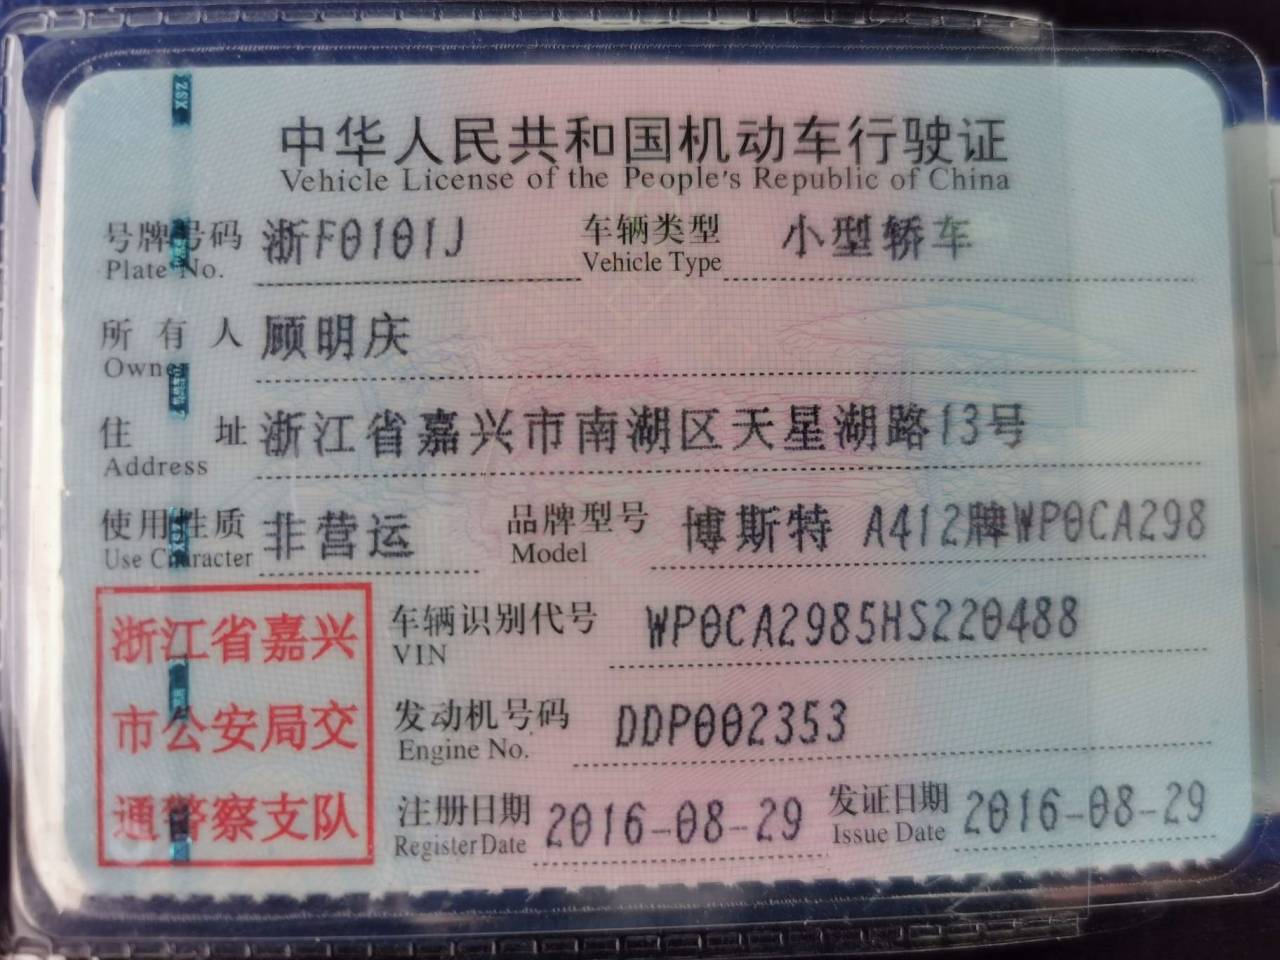 中华人民共和国机动车行驶证
Vehicle License of the People's Republic of China
号牌号码 浙F0101J 车辆类型 小型轿车
Plate No. Vehicle Type
所有人 顾明庆
Owner
住址 浙江省嘉兴市南湖区天星湖路13号
Address
使用性质 非营运 品牌型号 博斯特 A412牌WP0CA298
Use Character Model
浙江省嘉兴
市公安局交
通警察支队
车辆识别代号 WP0CA2985HS220488
VIN
发动机号码 DDP002353
Engine No.
注册日期 2016-08-29 发证日期 2016-08-29
Register Date Issue Date